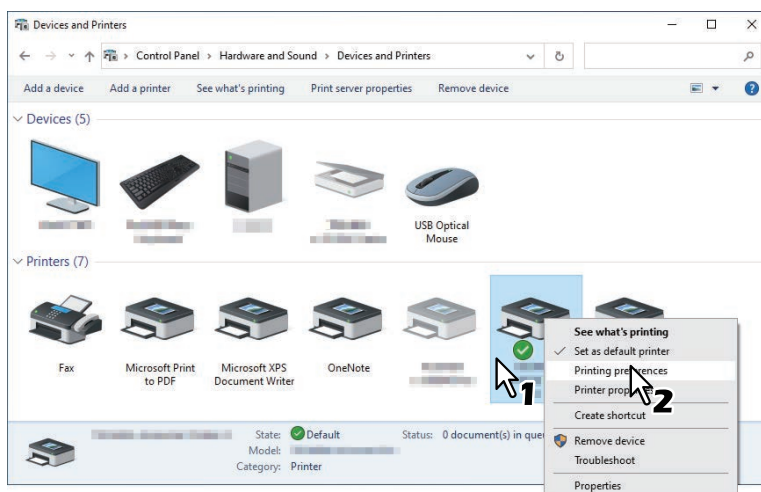 Devices and Printers
Control Panel > Hardware and Sound > Devices and Printers
Add a device Add a printer See what's printing Print server properties Remove device
Devices (5)
USB Optical
Mouse
Printers (7)
Fax Microsoft Print
to PDF Microsoft XPS
Document Writer OneNote
1
See what's printing
Set as default printer
Printing preferences
2
Printer
Create shortcut
Remove device
Troubleshoot
Properties
State: Default Status: 0 document(s) in
Model:
Category: Printer